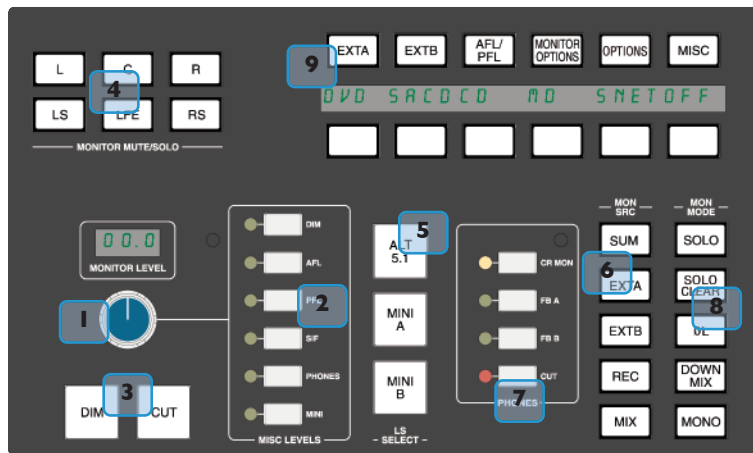 EXTA
EXTB
AFL/
PFL
MONITOR
OPTIONS
OPTIONS
MISC
9
DVD SACDCD MD SNETOFF
L
C
R
4
LS
LFE
RS
MONITOR MUTE/SOLO
00.0
MONITOR LEVEL
1
3
DIM
CUT
DIM
AFL
2
S/F
PHONES
MINI
MISC LEVELS
5
ALT
5.1
MINI
A
MINI
B
LS
SELECT
CR MON
FB A
FB B
CUT
PHONES
7
MON
SRC
SUM
6
EXTA
EXTB
REC
MIX
MON
MODE
SOLO
SOLO
CLEAR
8
DOWN
MIX
MONO